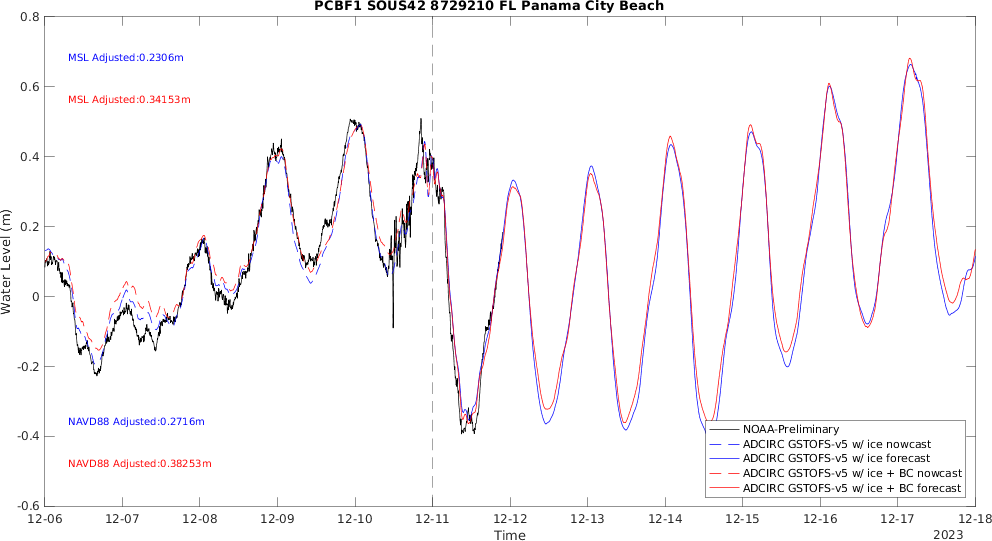 PCBF1 SOUS42 8729210 FL Panama City Beach
0.8
0.6
0.4
0.2
0
-0.2
-0.4
-0.6
Water Level (m)
MSL Adjusted:0.2306m
MSL Adjusted:0.34153m
NAVD88 Adjusted:0.2716m
NAVD88 Adjusted:0.38253m
NOAA-Preliminary
ADCIRC GSTOFS-v5 w/ ice nowcast
ADCIRC GSTOFS-v5 w/ ice forecast
ADCIRC GSTOFS-v5 w/ ice + BC nowcast
ADCIRC GSTOFS-v5 w/ ice + BC forecast
12-06 12-07 12-08 12-09 12-10 12-11 12-12 12-13 12-14 12-15 12-16 12-17 12-18
Time
2023